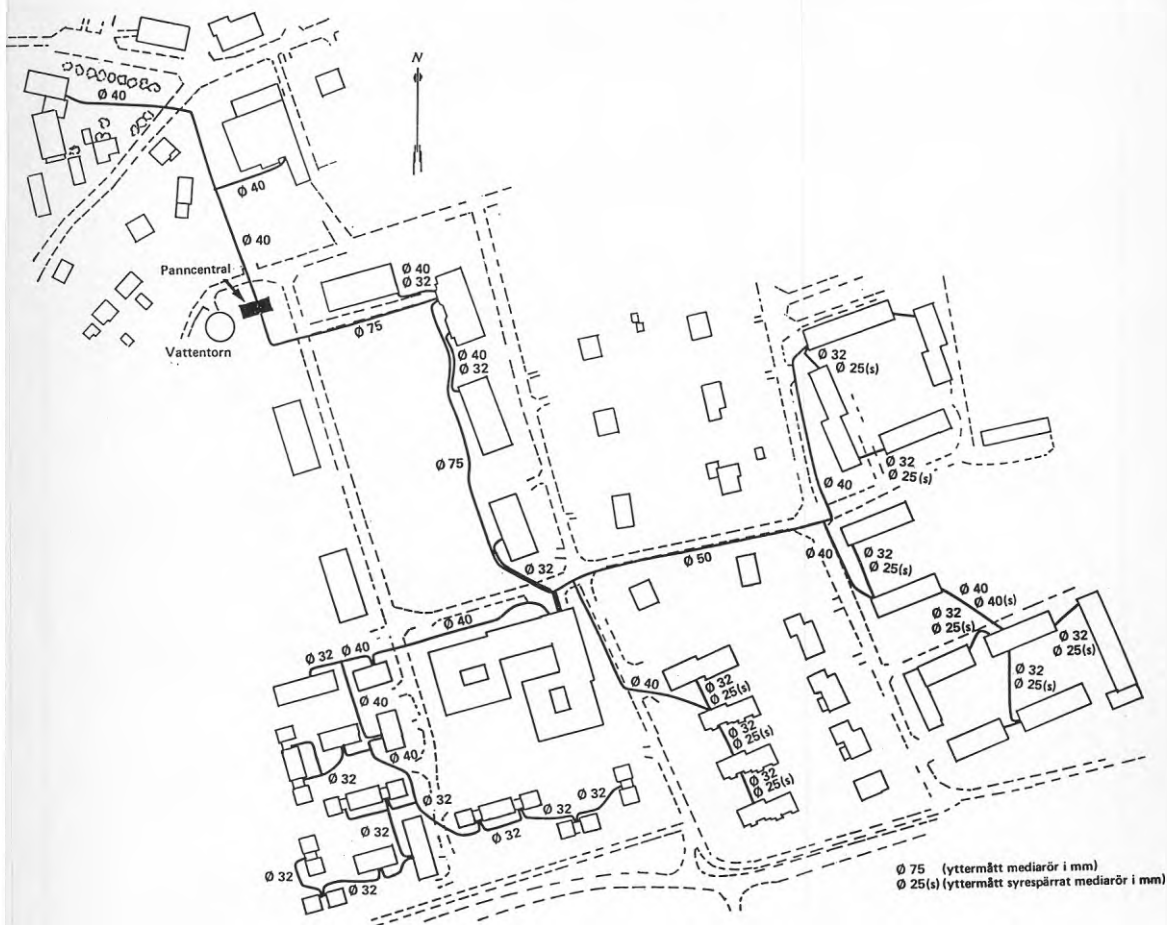 N
Ø 40
Ø 40
Ø 40
Panncentral
Vattentorn
Ø 40
Ø 32
Ø 75
Ø 40
Ø 32
Ø 75
Ø 32
Ø 32
Ø 25(s)
Ø 32
Ø 25(s)
Ø 40
Ø 50
Ø 40
Ø 32
Ø 25(s)
Ø 40
Ø 40(s)
Ø 32
Ø 25(s)
Ø 32
Ø 25(s)
Ø 32
Ø 25(s)
Ø 40
Ø 32
Ø 40
Ø 40
Ø 40
Ø 40
Ø 32
Ø 25(s)
Ø 32
Ø 25(s)
Ø 32
Ø 25(s)
Ø 32
Ø 32
Ø 32
Ø 32
Ø 32
Ø 32
Ø 32
Ø 32
Ø 75 (yttermått mediarör i mm)
Ø 25(s) (yttermått syrespärrat mediarör i mm)